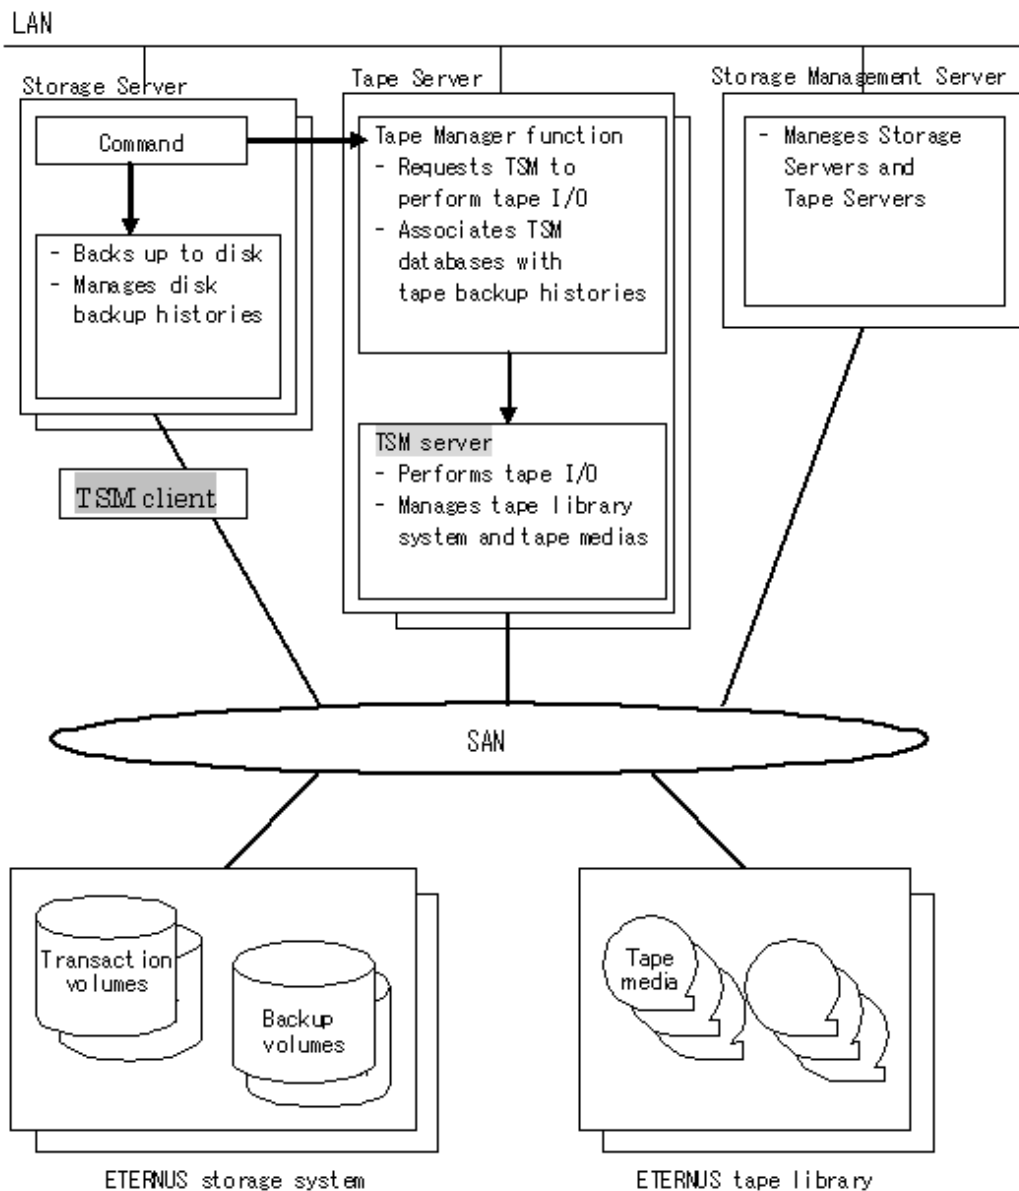 LAN
Storage Server
Command
- Backs up to disk
- Manages disk
backup histories
TSM client
Tape Server
Tape Manager function
- Requests TSM to
perform tape I/O
- Associates TSM
databases with
tape backup histories
TSM server
- Performs tape I/O
- Manages tape library
system and tape medias
Storage Management Server
- Maneges Storage
Servers and
Tape Servers
SAN
Transaction
volumes
Backup
volumes
ETERNUS storage system
Tape
media
ETERNUS tape library